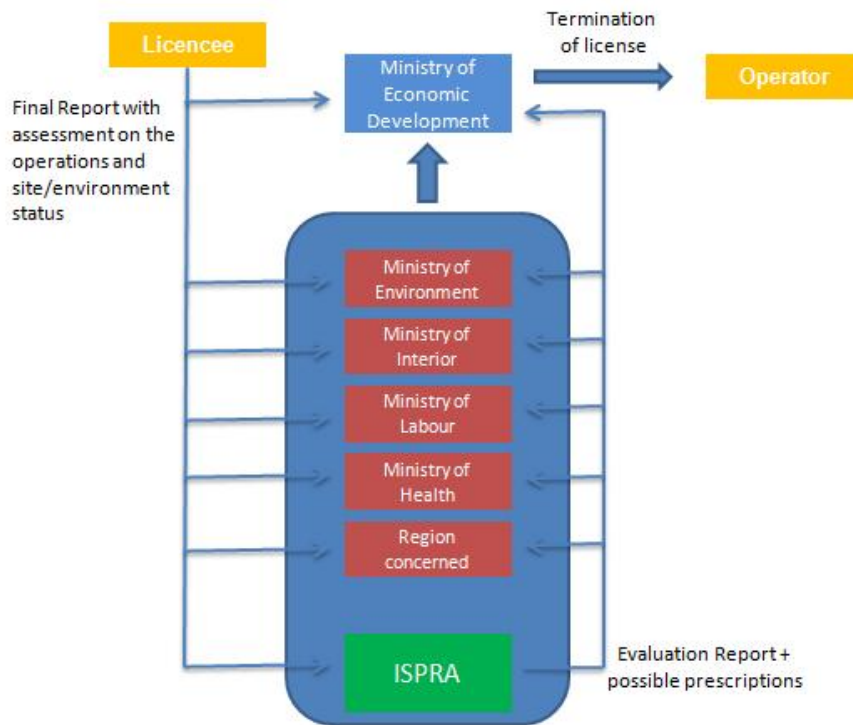 Licencee
Final Report with
assessment on the
operations and
site/environment
status
Ministry of
Economic
Development
Termination
of license
Operator
Ministry of
Environment
Ministry of
Interior
Ministry of
Labour
Ministry of
Health
Region
concerned
ISPRA
Evaluation Report +
possible prescriptions